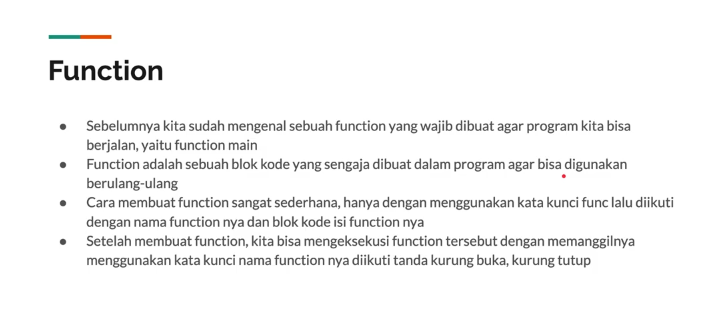 Function
● Sebelumnya kita sudah mengenal sebuah function yang wajib dibuat agar program kita bisa
berjalan, yaitu function main
● Function adalah sebuah blok kode yang sengaja dibuat dalam program agar bisa digunakan
berulang-ulang
● Cara membuat function sangat sederhana, hanya dengan menggunakan kata kunci func lalu diikuti
dengan nama function nya dan blok kode isi function nya
● Setelah membuat function, kita bisa mengeksekusi function tersebut dengan memanggilnya
menggunakan kata kunci nama function nya diikuti tanda kurung buka, kurung tutup